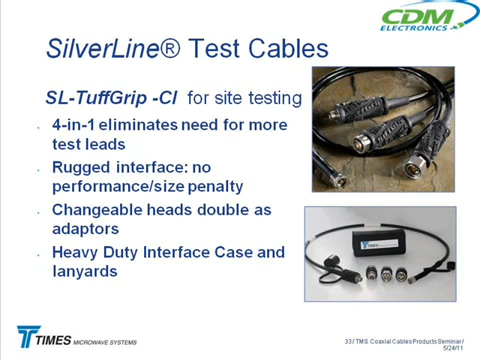 CDM
ELECTRONICS
SilverLine® Test Cables
SL-TuffGrip -CI for site testing
4-in-1 eliminates need for more
test leads
Rugged interface: no
performance/size penalty
Changeable heads double as
adaptors
Heavy Duty Interface Case and
lanyards
TIMES
TIMES MICROWAVE SYSTEMS
33 / TMS Coaxial Cables Products Seminar /
5/24/11